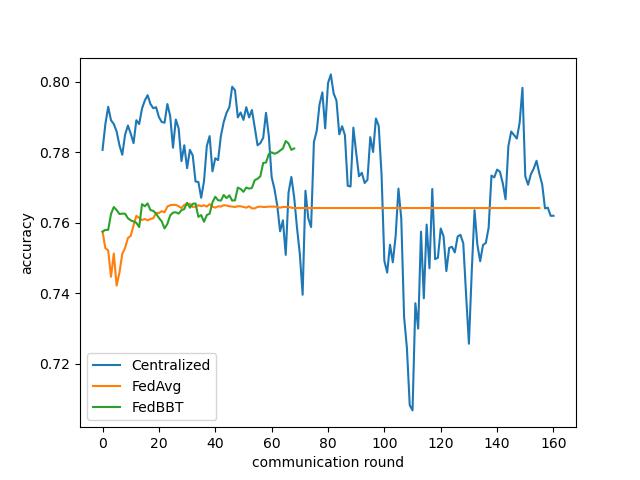 0.80
0.78
0.76
0.74
0.72
accuracy
Centralized
FedAvg
FedBBT
0 20 40 60 80 100 120 140 160
communication round